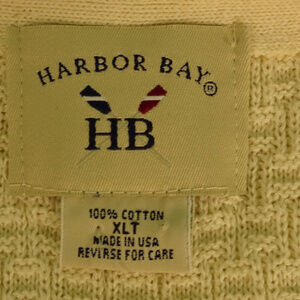 HARBOR BAY®
HB
100% COTTON
XLT
MADE IN USA
REVERSE FOR CARE